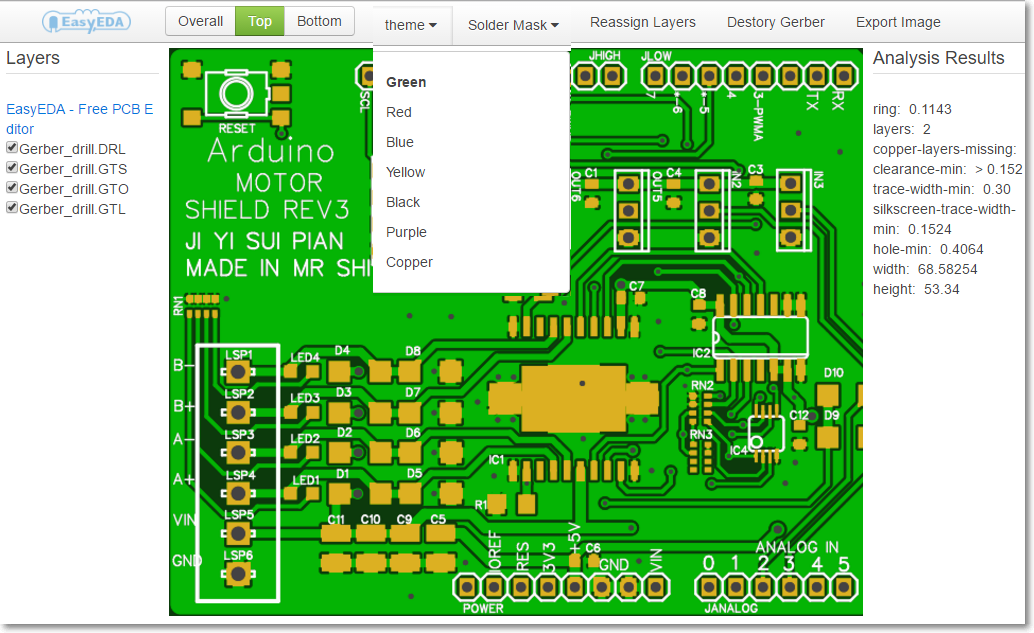 EasyEDA
Overall Top Bottom theme Solder Mask Reassign Layers Destory Gerber Export Image
Layers
EasyEDA - Free PCB E
ditor
Gerber_drill.DRL
Gerber_drill.GTS
Gerber_drill.GTO
Gerber_drill.GTL
Green
Red
Blue
Yellow
Black
Purple
Copper
RESET
Arduino
MOTOR
SHIELD REV3
JI YI SUI PIAN
MADE IN MR SHI
SCL
JHIGH
JLOW
7
~6
~5
4
3~PWMA
TX
RX
C1
OUT6
OUT5
C4
IN2
C3
IN3
C7
C8
IC2
RN1
LSP1
LSP2
LSP3
LSP4
LSP5
LSP6
B-
B+
A-
A+
VIN
GND
LED4 D4 D8
LED3 D3 D7
LED2 D2 D6
LED1 D1 D5
C11 C10 C9 C5
IC1
R1
RN2
RN3
IC4
C12
D10
D9
IOREF
RES
3V3
+5V
C6
GND
VIN
POWER
ANALOG IN
0 1 2 3 4 5
JANALOG
Analysis Results
ring: 0.1143
layers: 2
copper-layers-missing:
clearance-min: > 0.152
trace-width-min: 0.30
silkscreen-trace-width-
min: 0.1524
hole-min: 0.4064
width: 68.58254
height: 53.34